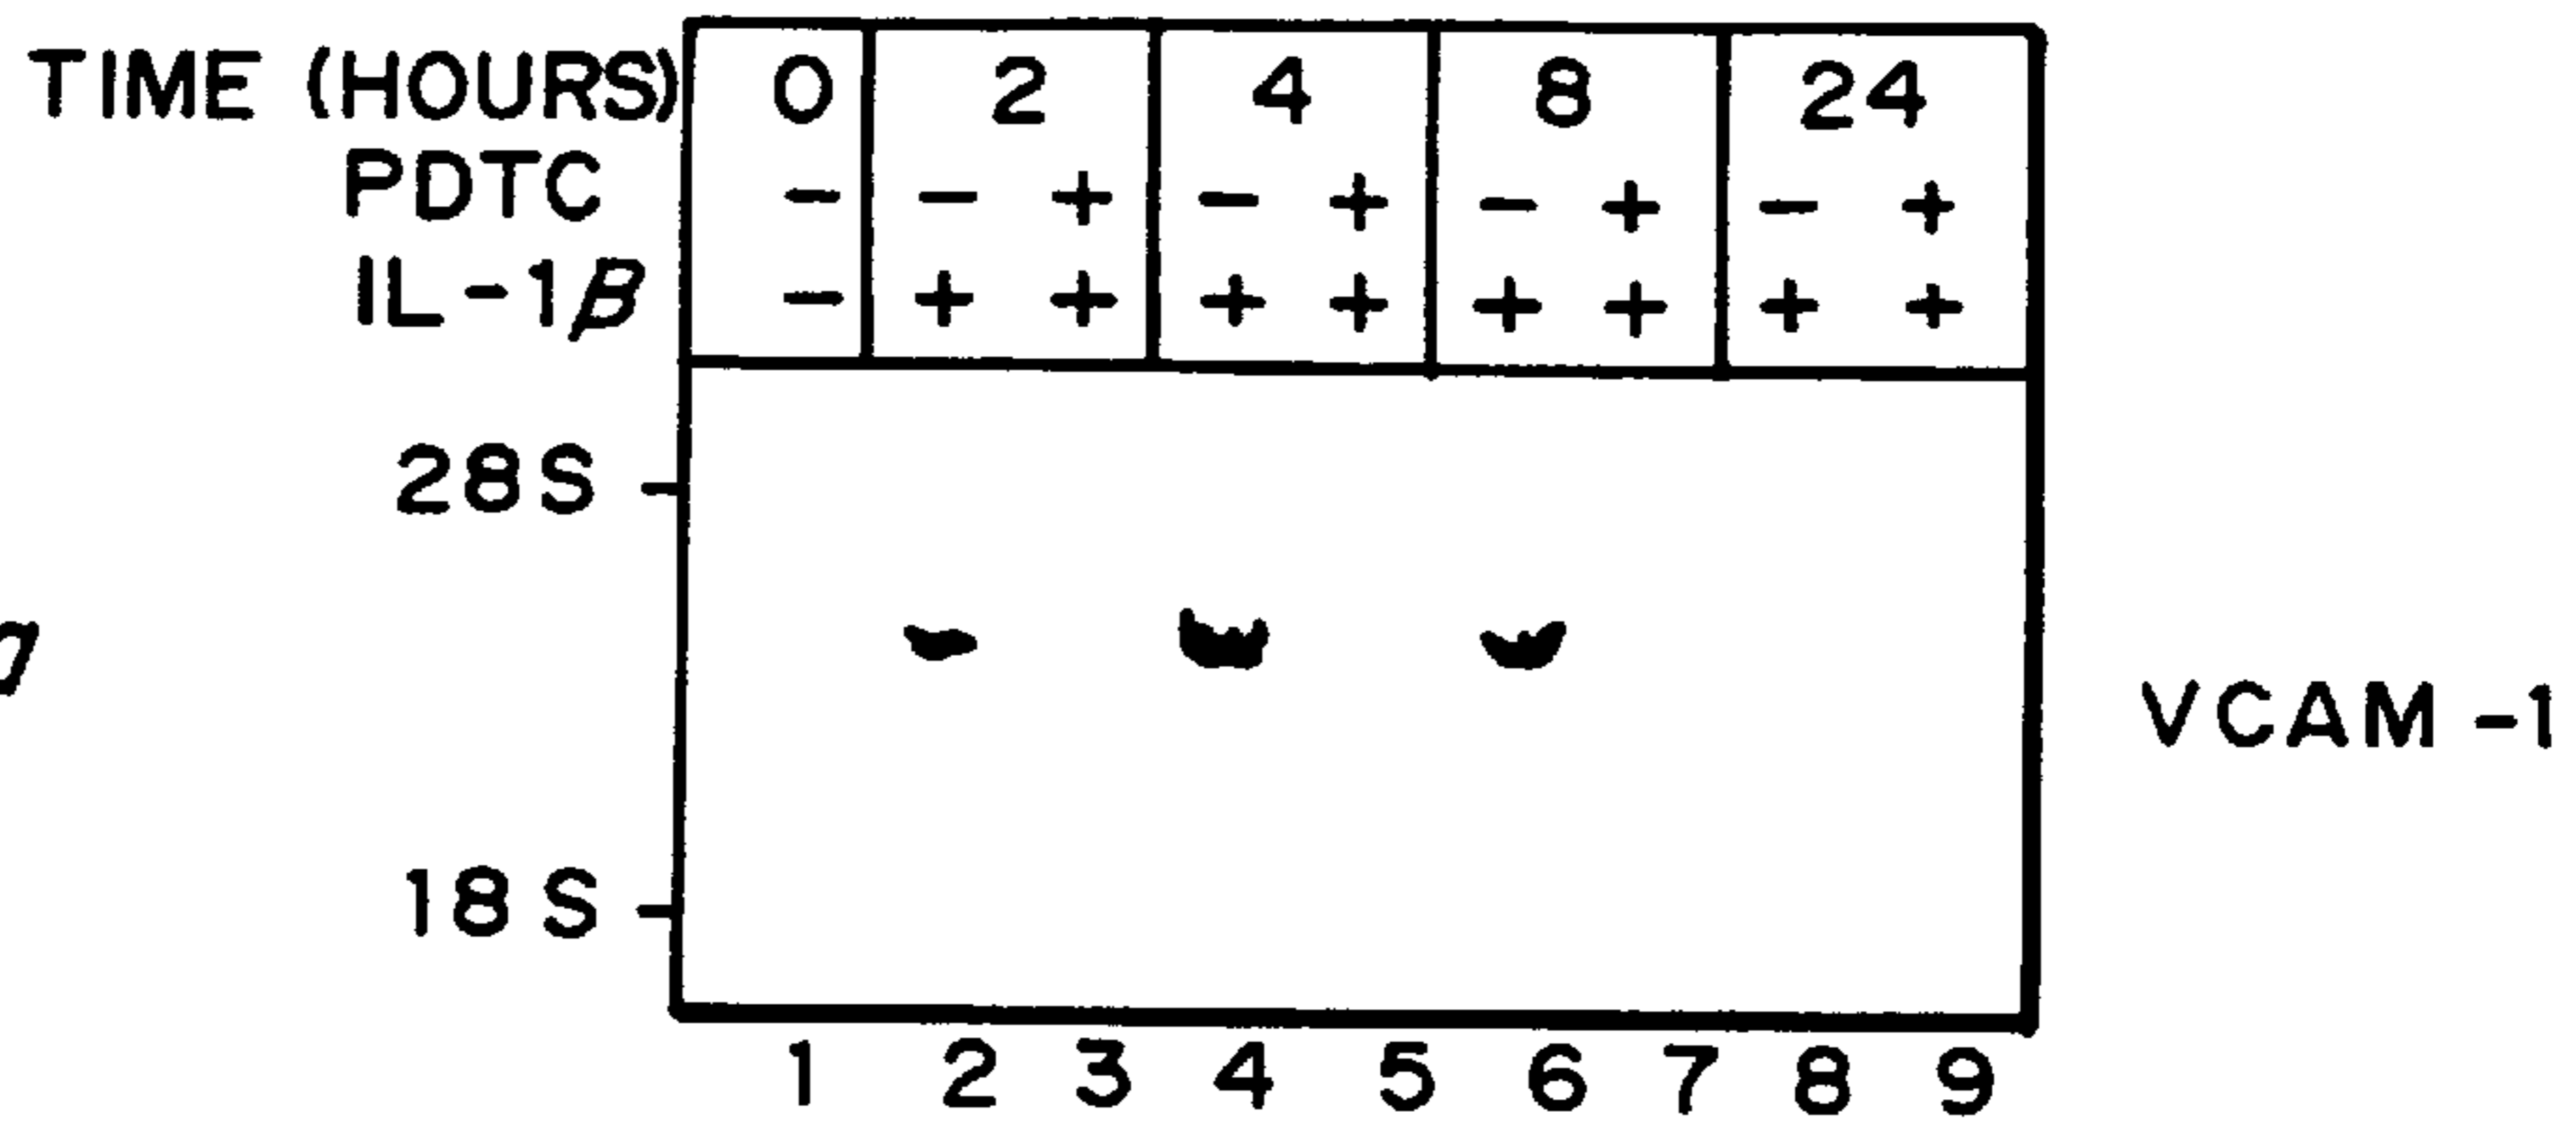 TIME (HOURS) 0 2 4 8 24
PDTC - - + - + - + - +
IL-1β - + + + + + + + +
28S
VCAM-1
18S
1 2 3 4 5 6 7 8 9